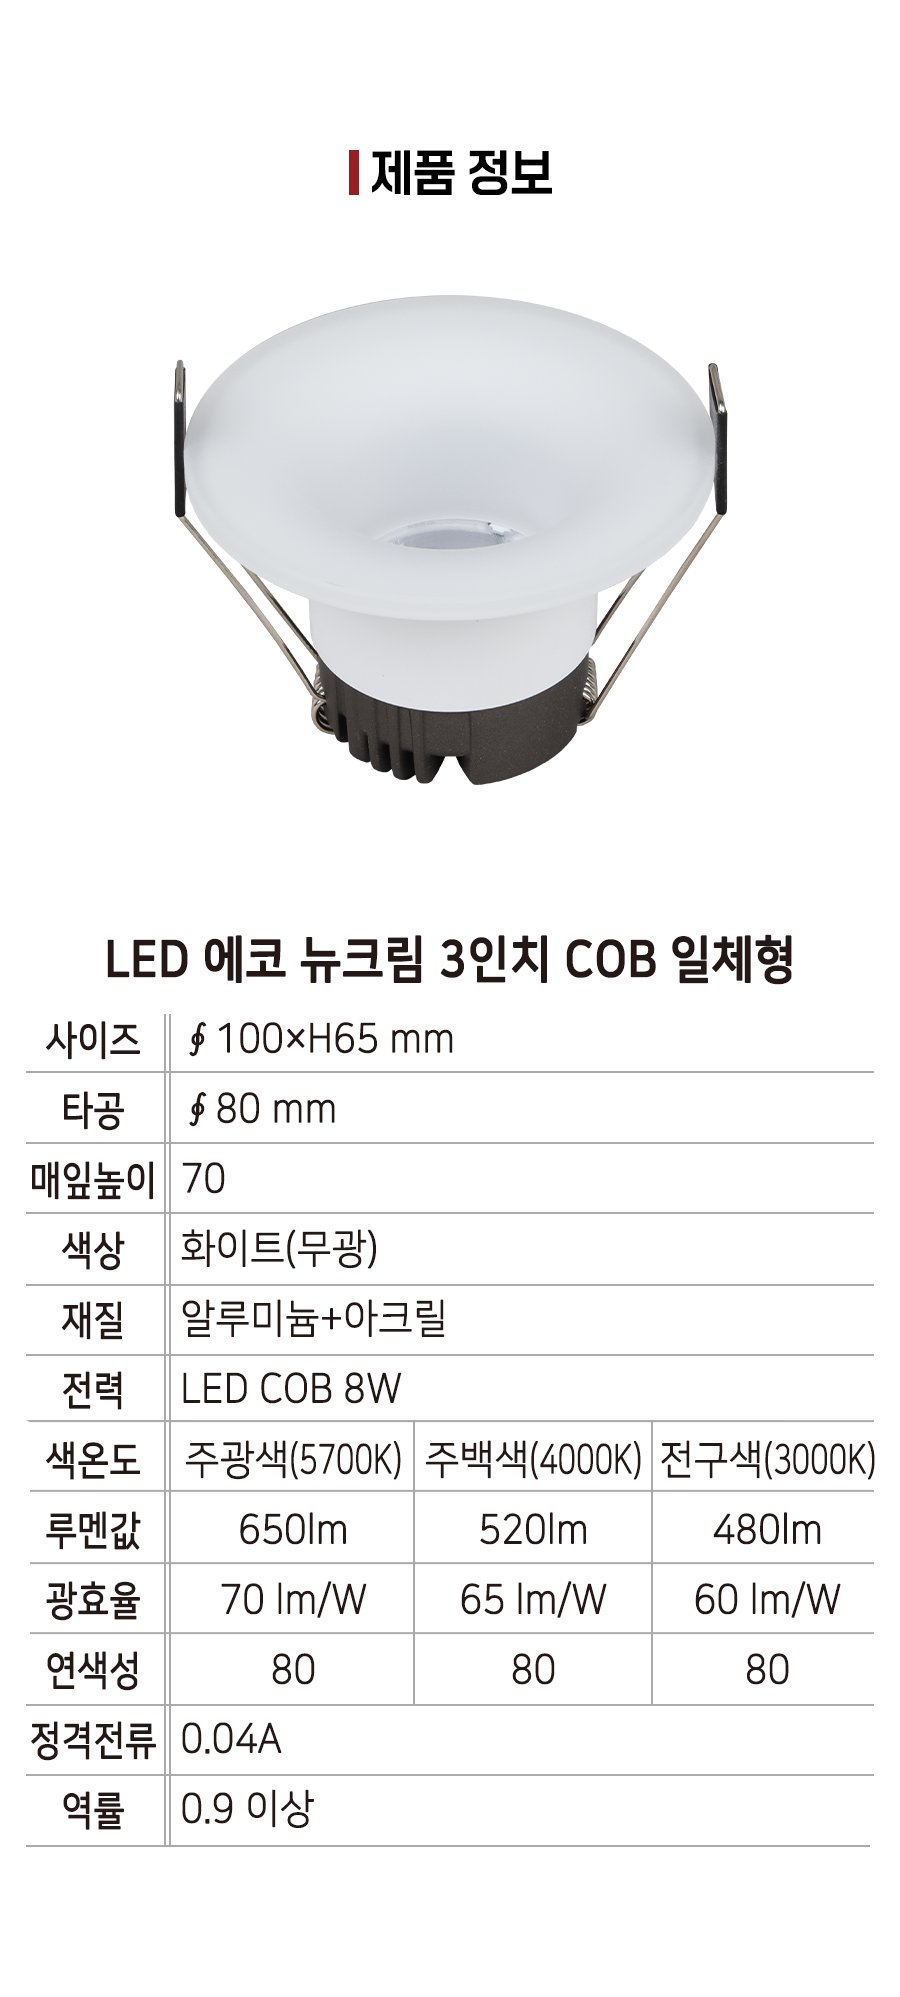 제품 정보
LED 에코 뉴크림 3인치 COB 일체형
사이즈 ∮ 100×H65 mm
타공 ∮ 80 mm
매잎높이 70
색상 화이트(무광)
재질 알루미늄+아크릴
전력 LED COB 8W
색온도 주광색(5700K) 주백색(4000K) 전구색(3000K)
루멘값 650lm 520lm 480lm
광효율 70 lm/W 65 lm/W 60 lm/W
연색성 80 80 80
정격전류 0.04A
역률 0.9 이상